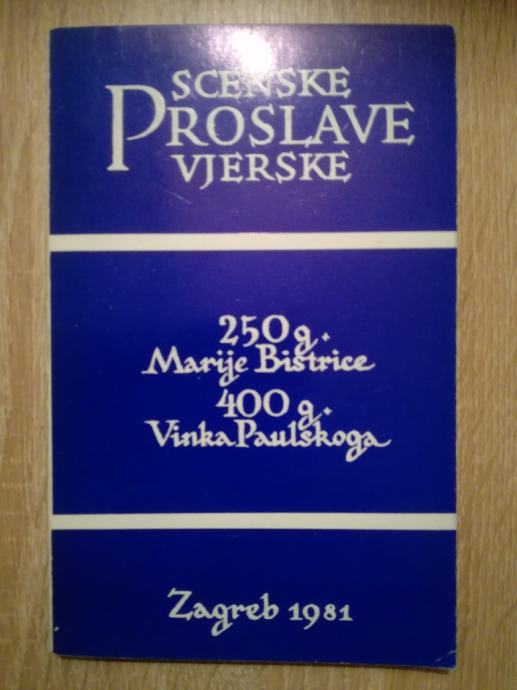 SCENSKE
PROSLAVE
VJERSKE
250 g.
Marije Bistrice
400 g.
Vinka Paulskoga
Zagreb 1981